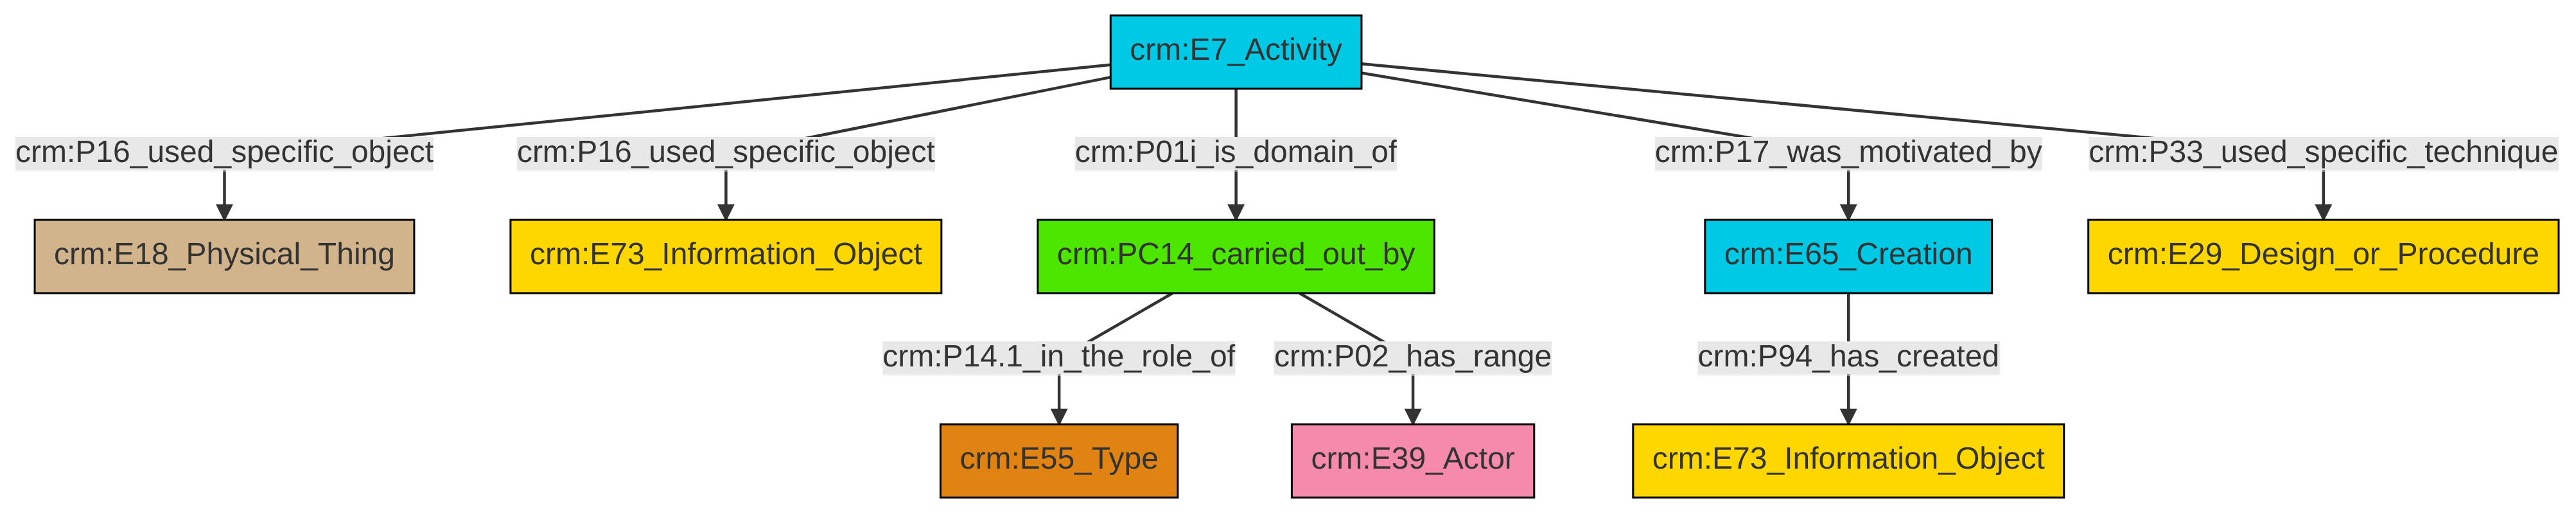 crm:E7_Activity
crm:P16_used_specific_object
crm:P16_used_specific_object
crm:P01i_is_domain_of
crm:P17_was_motivated_by
crm:P33_used_specific_technique
crm:E18_Physical_Thing
crm:E73_Information_Object
crm:PC14_carried_out_by
crm:E65_Creation
crm:E29_Design_or_Procedure
crm:P14.1_in_the_role_of
crm:P02_has_range
crm:P94_has_created
crm:E55_Type
crm:E39_Actor
crm:E73_Information_Object